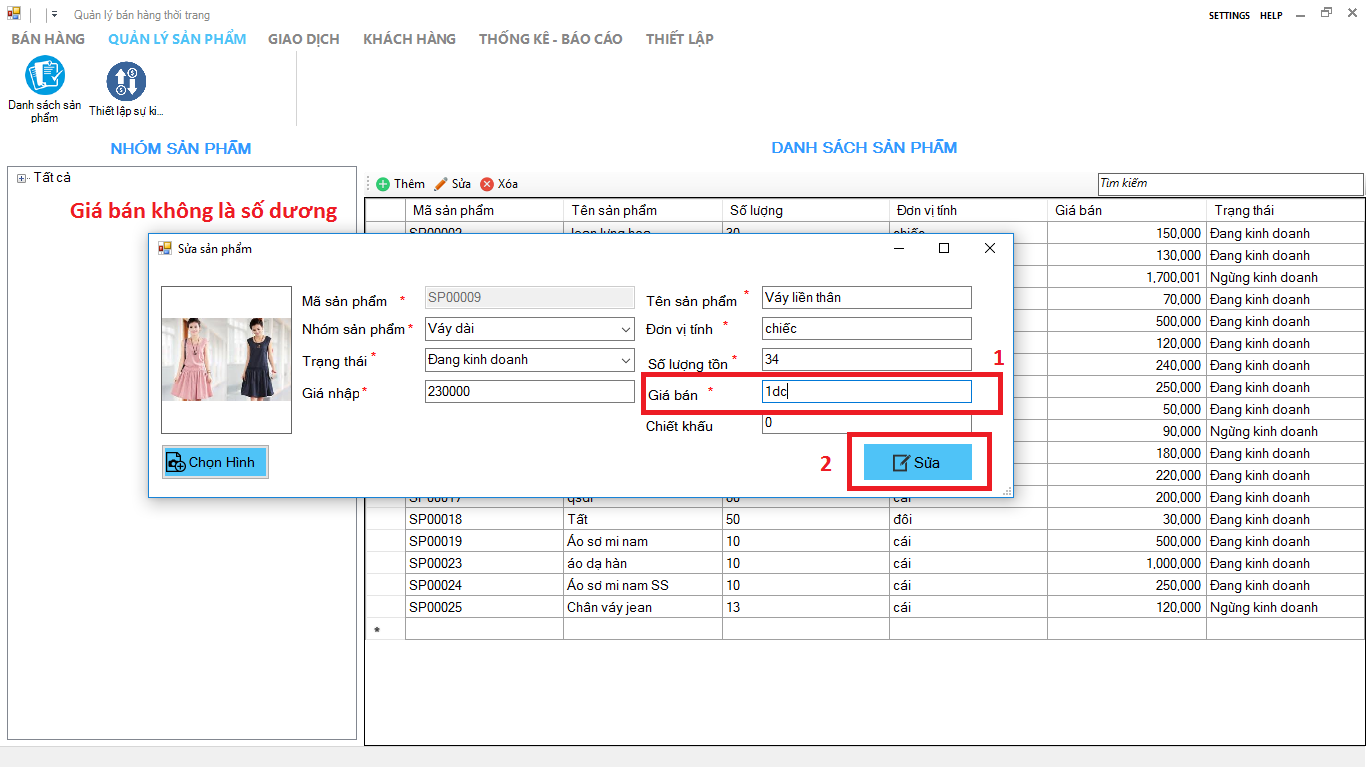 Quản lý bán hàng thời trang
SETTINGS HELP
BÁN HÀNG QUẢN LÝ SẢN PHẨM GIAO DỊCH KHÁCH HÀNG THỐNG KÊ - BÁO CÁO THIẾT LẬP
Danh sách sản phẩm
Thiết lập sự ki...
NHÓM SẢN PHẨM
Tất cả
Giá bán không là số dương
DANH SÁCH SẢN PHẨM
Thêm Sửa Xóa
Tìm kiếm
Mã sản phẩm Tên sản phẩm Số lượng Đơn vị tính Giá bán Trạng thái
150,000 Đang kinh doanh
130,000 Đang kinh doanh
1,700,001 Ngừng kinh doanh
70,000 Đang kinh doanh
500,000 Đang kinh doanh
120,000 Đang kinh doanh
240,000 Đang kinh doanh
250,000 Đang kinh doanh
50,000 Đang kinh doanh
90,000 Ngừng kinh doanh
180,000 Đang kinh doanh
220,000 Đang kinh doanh
200,000 Đang kinh doanh
SP00018 Tất 50 đôi 30,000 Đang kinh doanh
SP00019 Áo sơ mi nam 10 cái 500,000 Đang kinh doanh
SP00023 áo dạ hàn 10 cái 1,000,000 Đang kinh doanh
SP00024 Áo sơ mi nam SS 10 cái 250,000 Đang kinh doanh
SP00025 Chân váy jean 13 cái 120,000 Ngừng kinh doanh
*
Sửa sản phẩm
Mã sản phẩm * SP00009 Tên sản phẩm * Váy liền thân
Nhóm sản phẩm * Váy dài Đơn vị tính * chiếc
Trạng thái * Đang kinh doanh Số lượng tồn * 34
1
Giá nhập * 230000 Giá bán * 1dc
Chiết khấu 0
Chọn Hình
2
Sửa